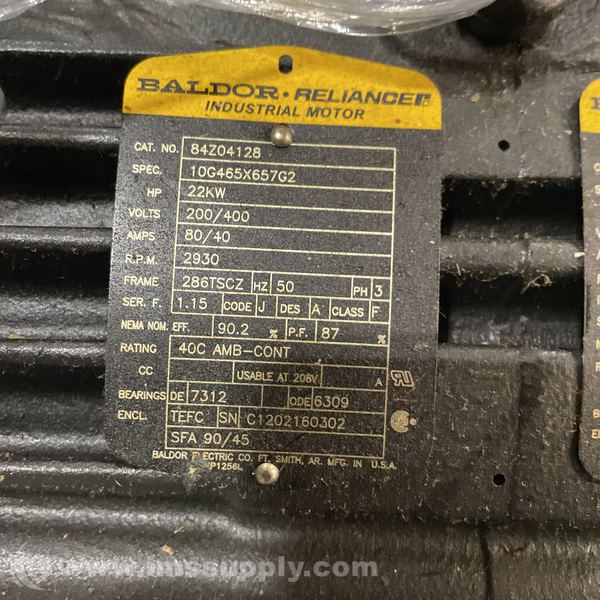 BALDOR · RELIANCE
INDUSTRIAL MOTOR
CAT. NO. 84Z04128
SPEC. 10G465X657G2
HP 22KW
VOLTS 200/400
AMPS 80/40
R.P.M. 2930
FRAME 286TSCZ HZ 50 PH 3
SER. F. 1.15 CODE J DES A CLASS F
NEMA NOM. EFF. 90.2 % P.F. 87 %
RATING 40C AMB-CONT
CC USABLE AT 208V A
BEARINGS DE 7312 ODE 6309
ENCL. TEFC SN C1202160302
SFA 90/45
BALDOR ELECTRIC CO. FT. SMITH, AR. MFG. IN U.S.A.
P1256L